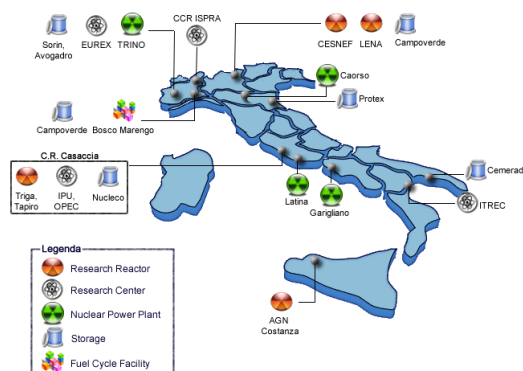 CCR ISPRA
Sorin,
Avogadro
EUREX
TRINO
CESNEF
LENA
Campoverde
Caorso
Protex
Campoverde
Bosco Marengo
C.R. Casaccia
Triga,
Tapiro
IPU,
OPEC
Nucleco
Latina
Garigliano
Cemerad
ITREC
AGN
Costanza
Legenda
Research Reactor
Research Center
Nuclear Power Plant
Storage
Fuel Cycle Facility